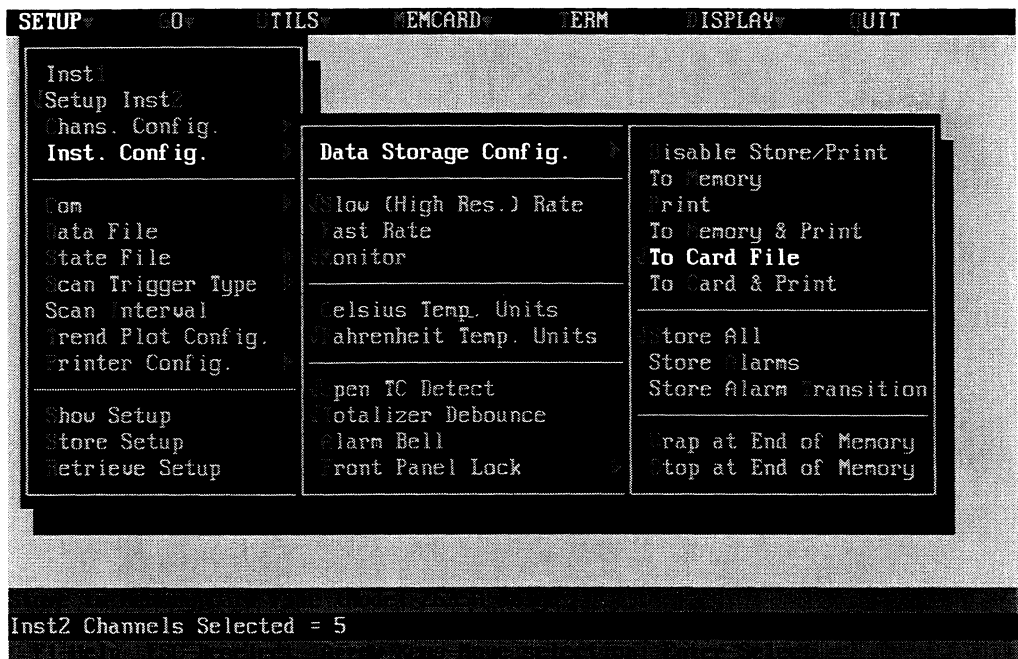 SETUP GO UTILS MEMCARD TERM DISPLAY QUIT
Inst1
Setup Inst2
Chans. Config.
Inst. Config.
Com
Data File
State File
Scan Trigger Type
Scan Interval
Trend Plot Config.
Printer Config.
Show Setup
Store Setup
Retrieve Setup
Data Storage Config.
Slow (High Res.) Rate
Fast Rate
Monitor
Celsius Temp. Units
Fahrenheit Temp. Units
Open TC Detect
Totalizer Debounce
Alarm Bell
Front Panel Lock
Disable Store/Print
To Memory
Print
To Memory & Print
To Card File
To Card & Print
Store All
Store Alarms
Store Alarm Transition
Wrap at End of Memory
Stop at End of Memory
Inst2 Channels Selected = 5